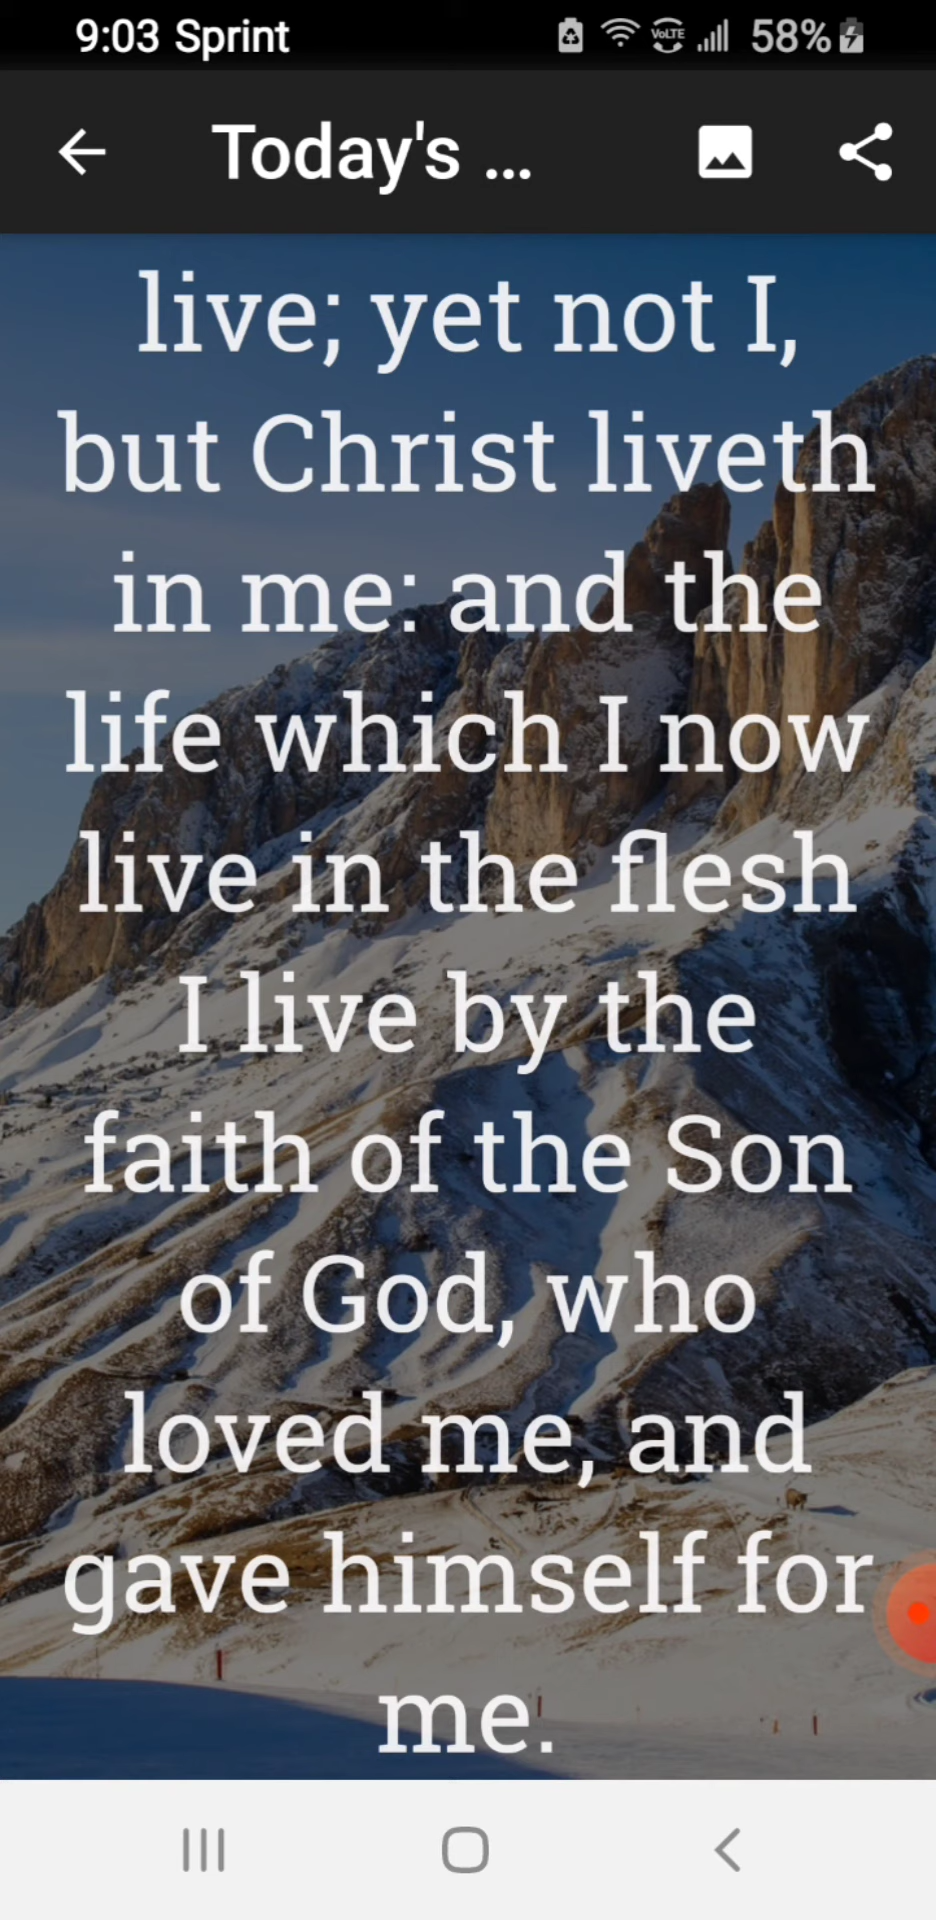 9:03 Sprint VoLTE 58%
Today's ...
live; yet not I,
but Christ liveth
in me: and the
life which I now
live in the flesh
I live by the
faith of the Son
of God, who
loved me, and
gave himself for
me.